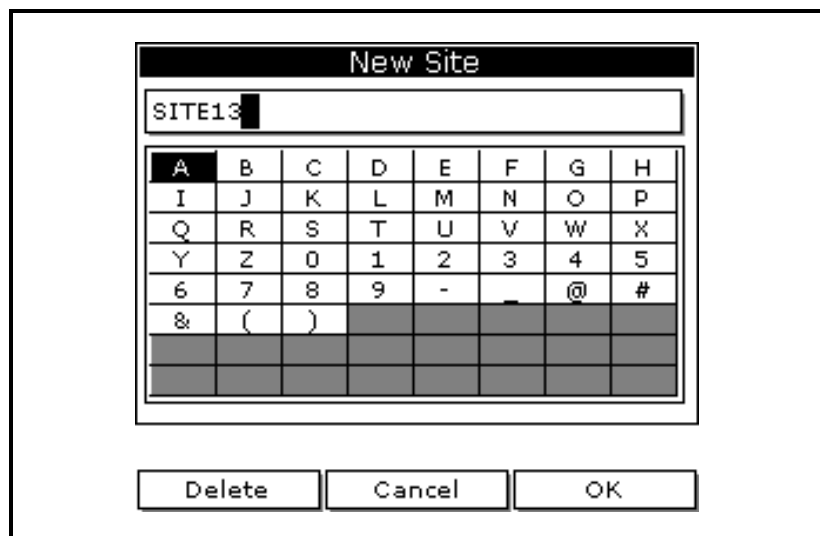 New Site
SITE13
A B C D E F G H
I J K L M N O P
Q R S T U V W X
Y Z 0 1 2 3 4 5
6 7 8 9 - _ @ #
& ( )
Delete Cancel OK